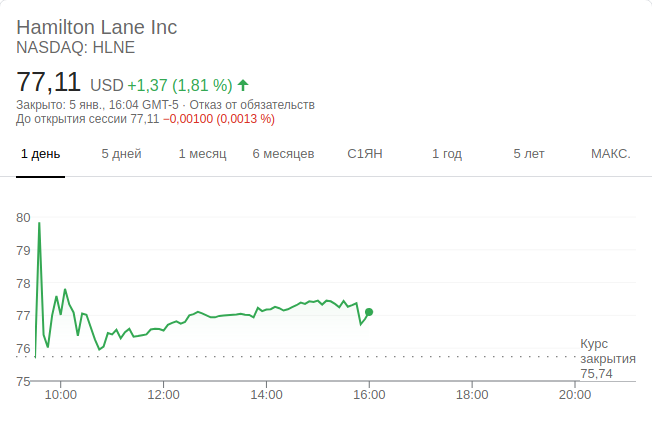 Hamilton Lane Inc
NASDAQ: HLNE
77,11 USD +1,37 (1,81 %)
Закрыто: 5 янв., 16:04 GMT-5 · Отказ от обязательств
До открытия сессии 77,11 −0,00100 (0,0013 %)
1 день 5 дней 1 месяц 6 месяцев С1ЯН 1 год 5 лет МАКС.
80
79
78
77
76
Курс
закрытия
75,74
75
10:00 12:00 14:00 16:00 18:00 20:00